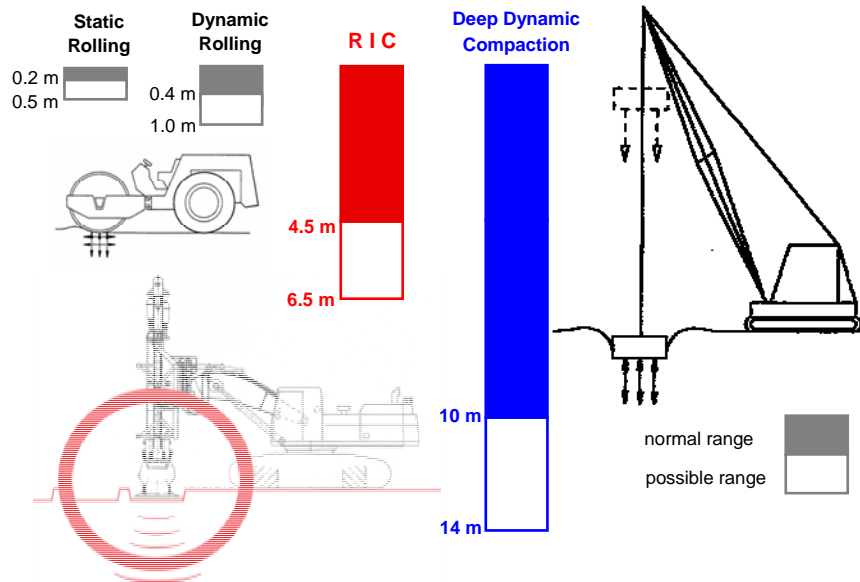 Static
Rolling
0.2 m
0.5 m
Dynamic
Rolling
0.4 m
1.0 m
R I C
4.5 m
6.5 m
Deep Dynamic
Compaction
10 m
14 m
normal range
possible range